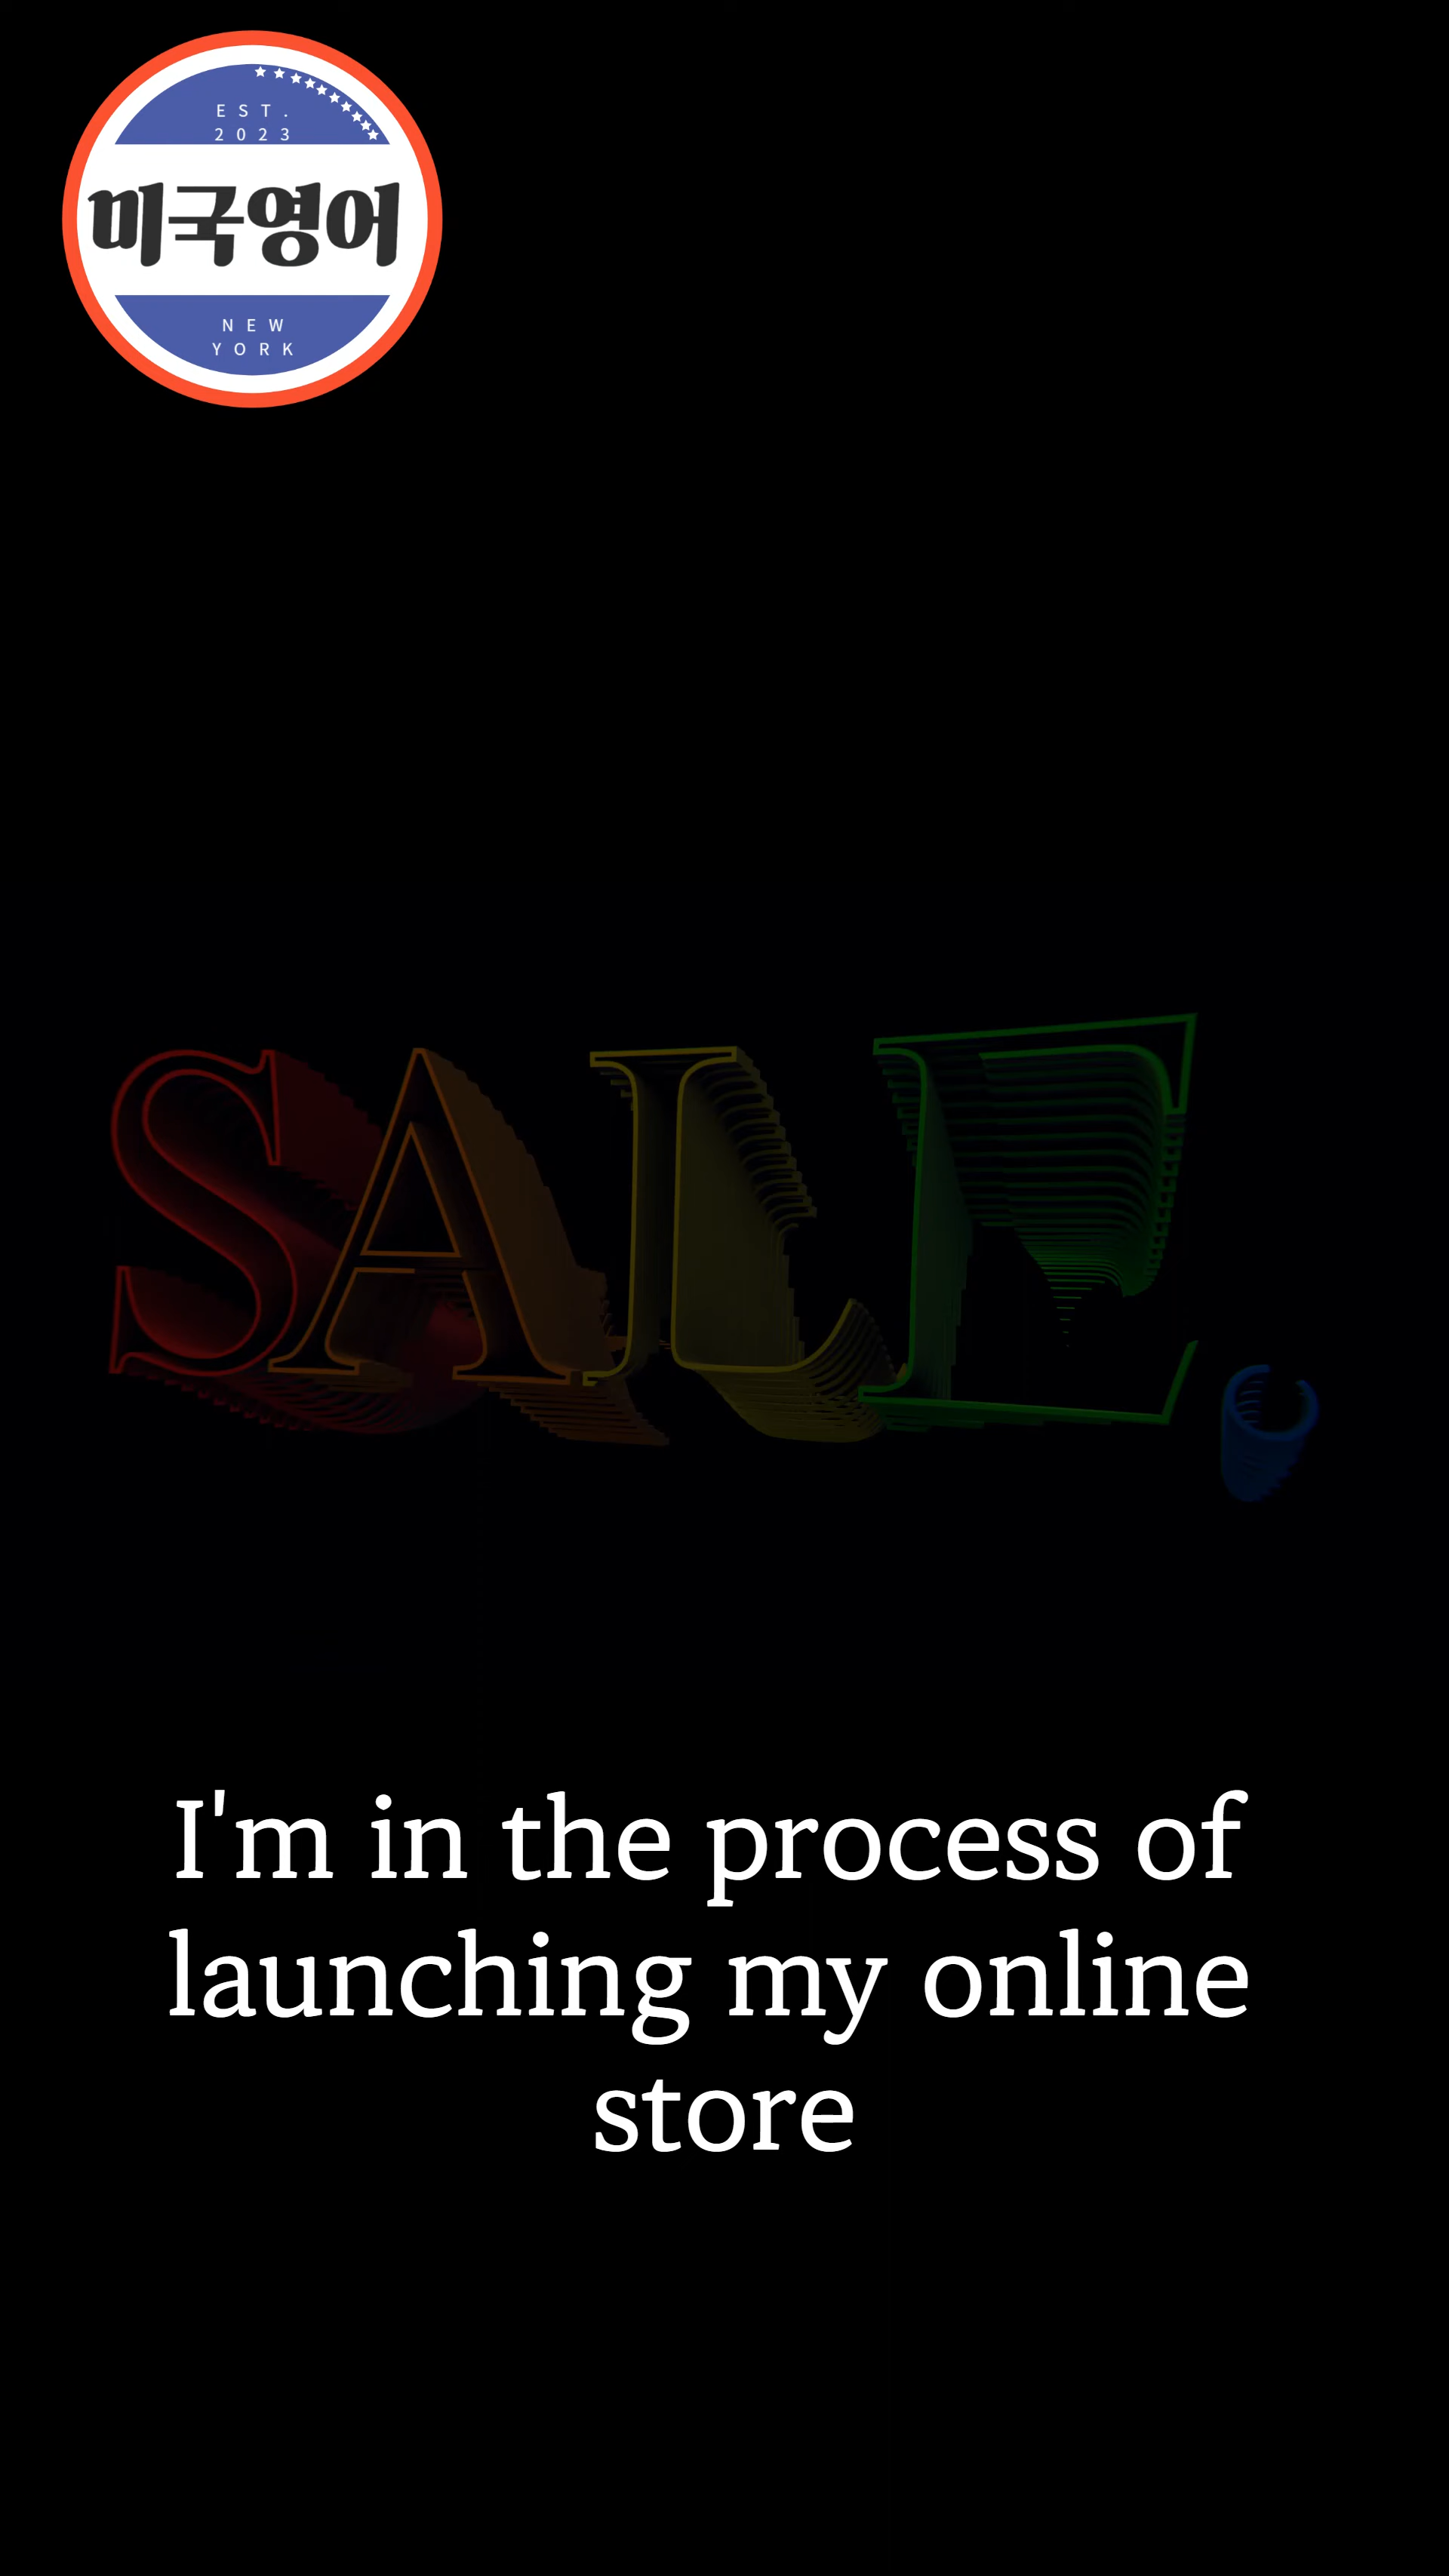 EST.
2023
미국영어
NEW
YORK
SALE.
I'm in the process of
launching my online
store